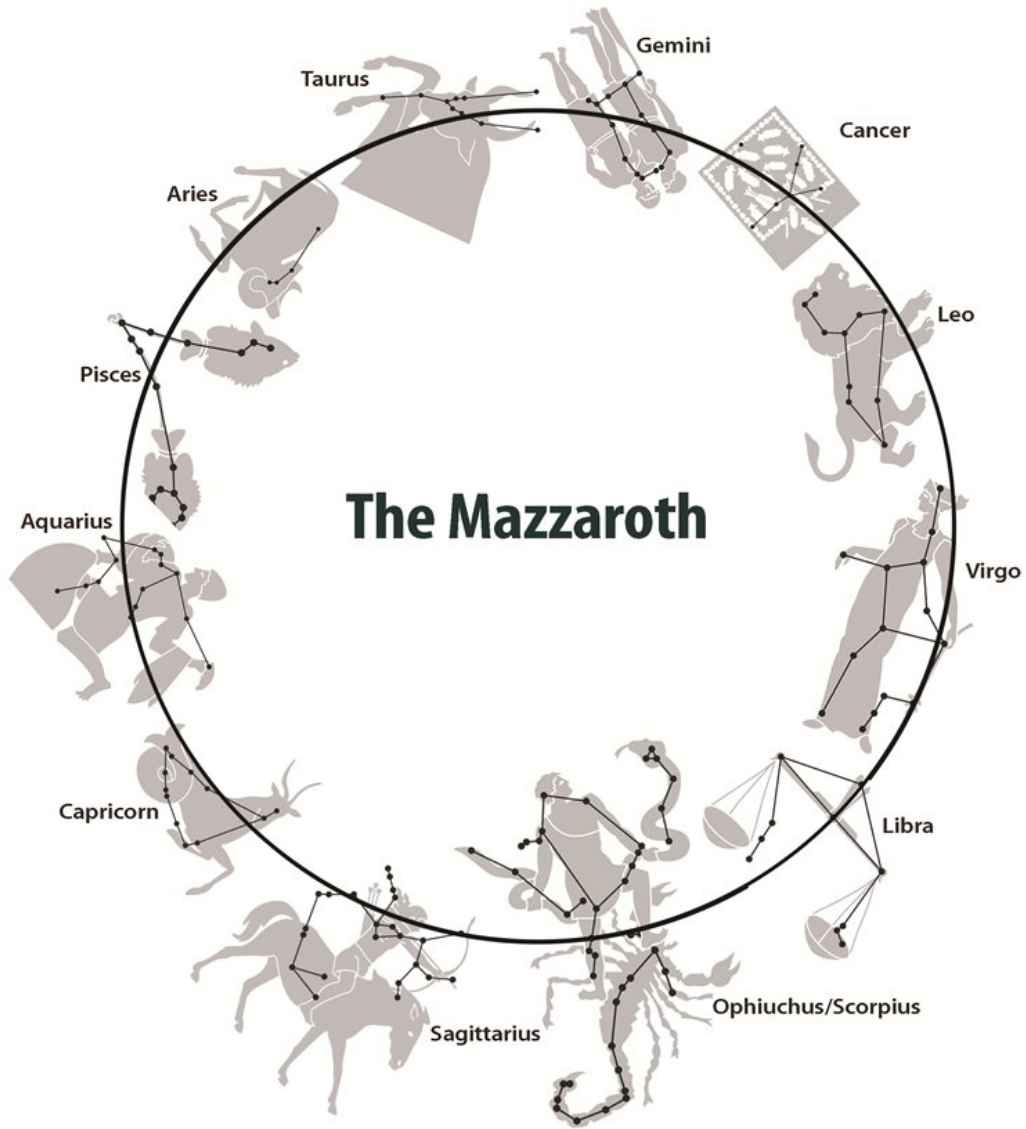 Gemini
Taurus
Cancer
Aries
Leo
Pisces
The Mazzaroth
Aquarius
Virgo
Capricorn
Libra
Ophiuchus/Scorpius
Sagittarius